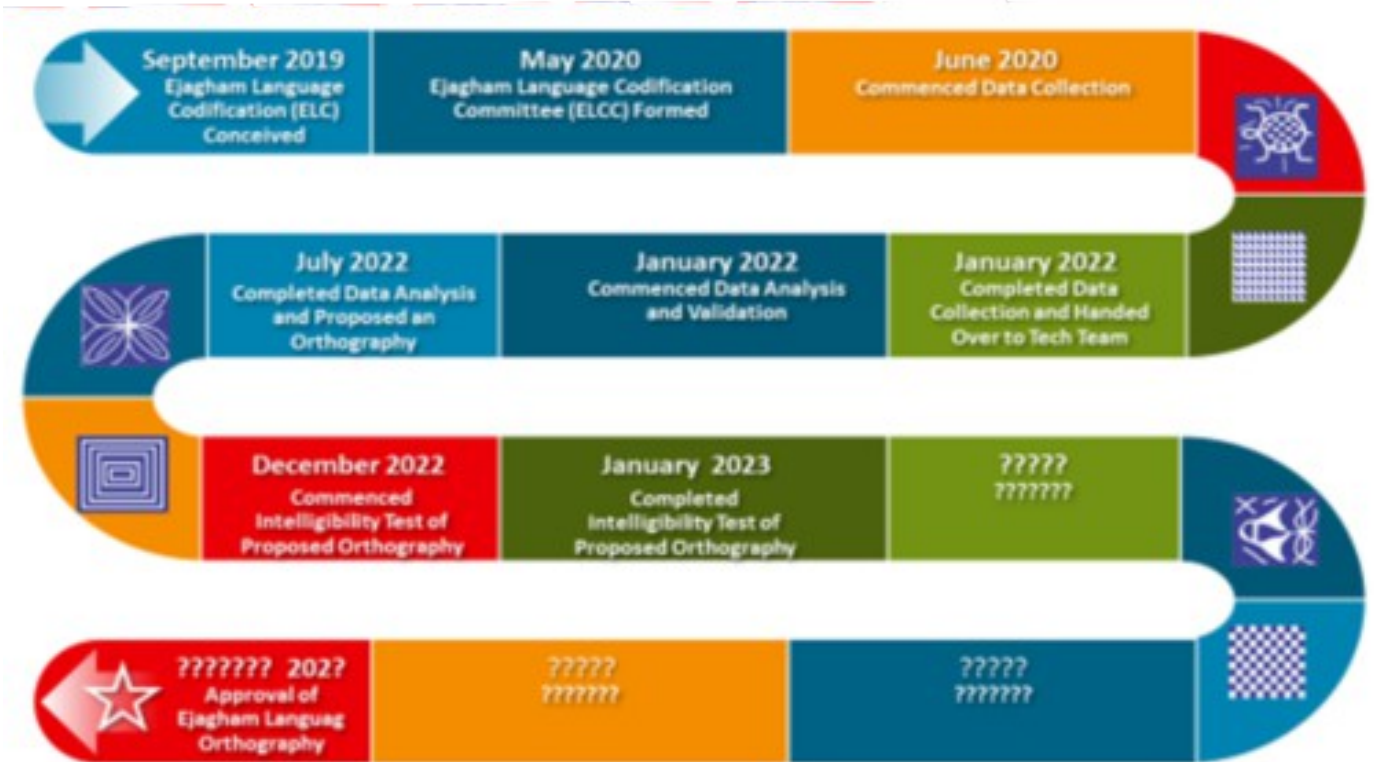 September 2019
Ejagham Language
Codification (ELC)
Conceived
May 2020
Ejagham Language Codification
Committee (ELCC) Formed
June 2020
Commenced Data Collection
January 2022
Completed Data
Collection and Handed
Over to Tech Team
January 2022
Commenced Data Analysis
and Validation
July 2022
Completed Data Analysis
and Proposed an
Orthography
December 2022
Commenced
Intelligibility Test of
Proposed Orthography
January 2023
Completed
Intelligibility Test of
Proposed Orthography
?????
???????
?????
???????
?????
???????
??????? 202?
Approval of
Ejagham Languag
Orthography